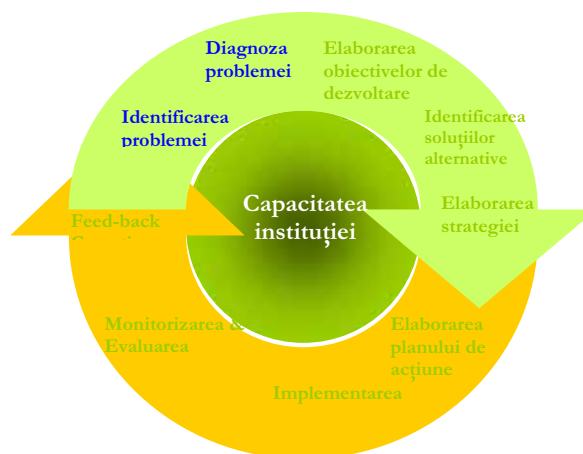 Diagnoza
problemei
Elaborarea
obiectivelor de
dezvoltare
Identificarea
problemei
Identificarea
soluțiilor
alternative
Capacitatea
instituției
Elaborarea
strategiei
Feed-back
Monitorizarea &
Evaluarea
Elaborarea
planului de
acțiune
Implementarea